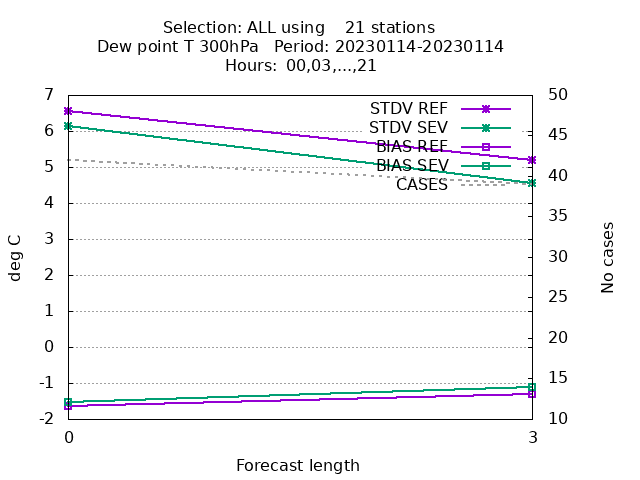 Selection: ALL using    21 stations
Dew point T 300hPa   Period: 20230114-20230114
Hours: 00,03,...,21
7 50
STDV REF
STDV SEV
6 45
BIAS REF
BIAS SEV
5 40
CASES
4 35
3 30
deg C
No cases
2 25
1 20
0 15
-1
-2 10
0 3
Forecast length